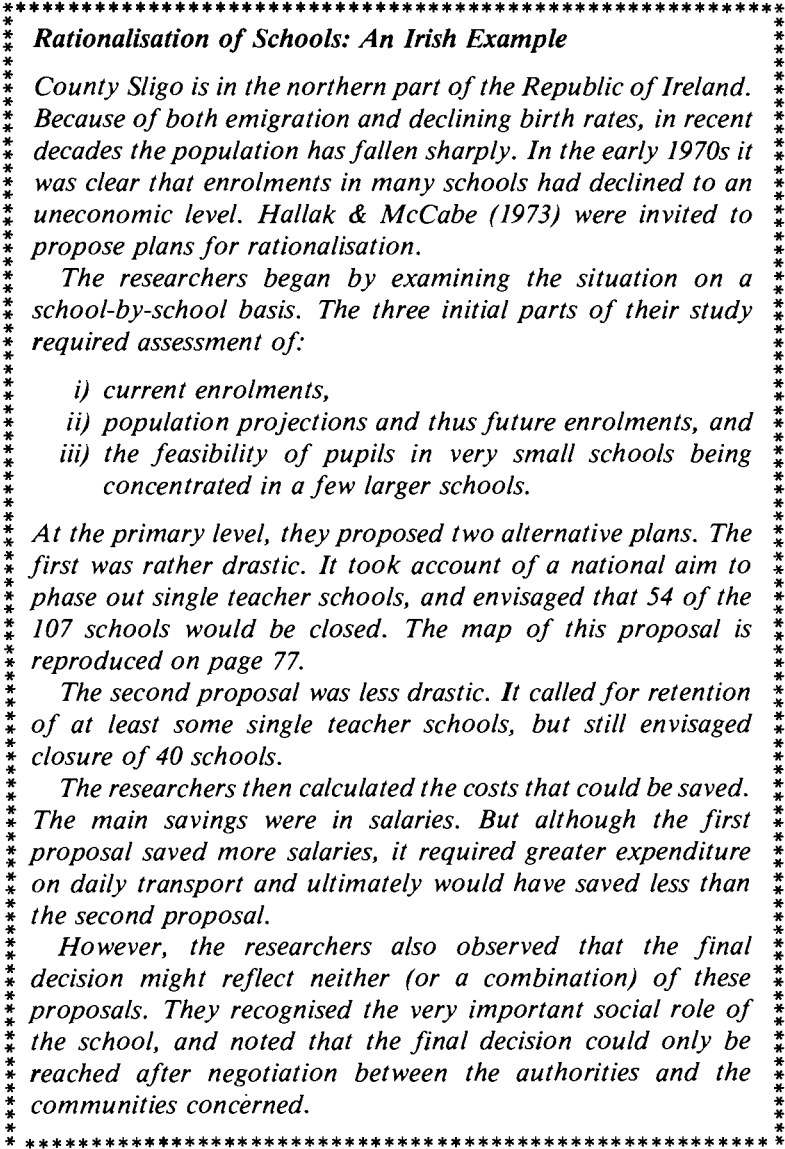 Rationalisation of Schools: An Irish Example
County Sligo is in the northern part of the Republic of Ireland.
Because of both emigration and declining birth rates, in recent
decades the population has fallen sharply. In the early 1970s it
was clear that enrolments in many schools had declined to an
uneconomic level. Hallak & McCabe (1973) were invited to
propose plans for rationalisation.
The researchers began by examining the situation on a
school-by-school basis. The three initial parts of their study
required assessment of:
i) current enrolments,
ii) population projections and thus future enrolments, and
iii) the feasibility of pupils in very small schools being
concentrated in a few larger schools.
At the primary level, they proposed two alternative plans. The
first was rather drastic. It took account of a national aim to
phase out single teacher schools, and envisaged that 54 of the
107 schools would be closed. The map of this proposal is
reproduced on page 77.
The second proposal was less drastic. It called for retention
of at least some single teacher schools, but still envisaged
closure of 40 schools.
The researchers then calculated the costs that could be saved.
The main savings were in salaries. But although the first
proposal saved more salaries, it required greater expenditure
on daily transport and ultimately would have saved less than
the second proposal.
However, the researchers also observed that the final
decision might reflect neither (or a combination) of these
proposals. They recognised the very important social role of
the school, and noted that the final decision could only be
reached after negotiation between the authorities and the
communities concerned.